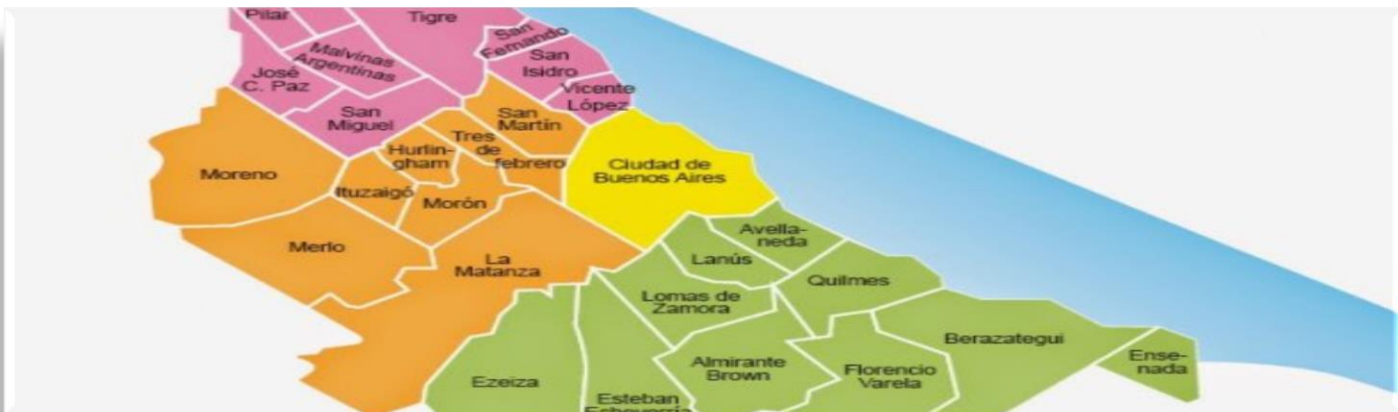 Pilar
Tigre
San
Fernando
Malvinas
Argentinas
San
Isidro
José
C. Paz
Vicente
López
San
Miguel
San
Martín
Tres
de
febrero
Hurlin-
gham
Ciudad de
Buenos Aires
Moreno
Ituzaigó
Morón
Merlo
La
Matanza
Avella-
neda
Lanús
Quilmes
Lomas de
Zamora
Berazategui
Ense-
nada
Almirante
Brown
Florencio
Varela
Ezeiza
Esteban
Echeverría